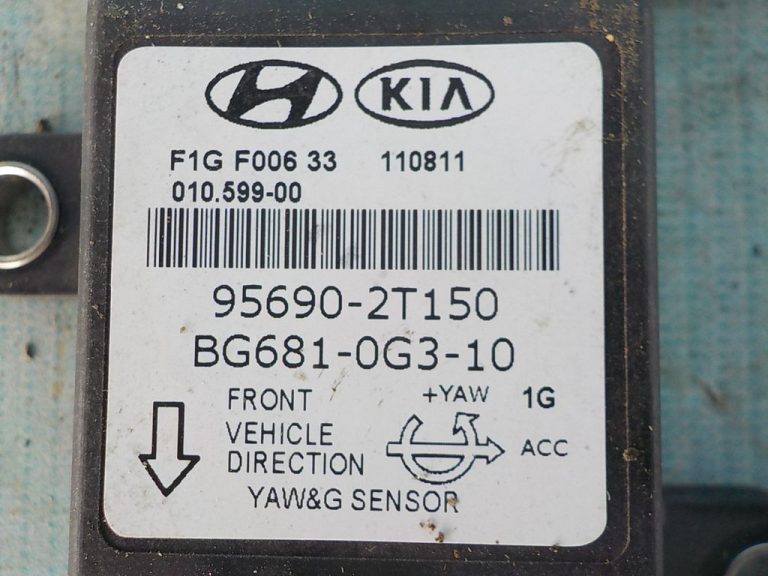 KIA
F1G F006 33 110811
010.599-00
95690-2T150
BG681-0G3-10
FRONT +YAW 1G
VEHICLE
DIRECTION ACC
YAW&G SENSOR